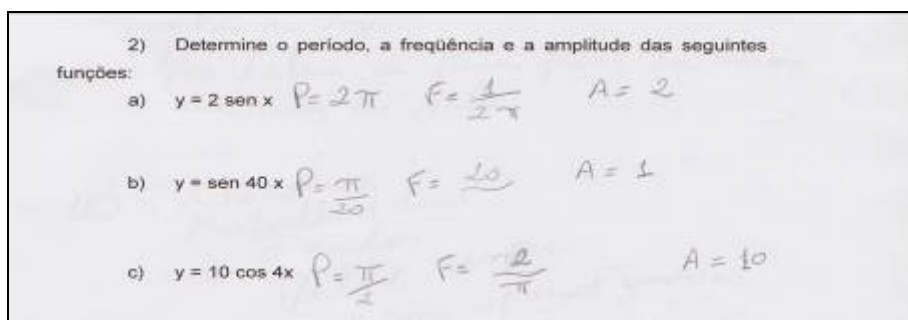 2) Determine o período, a freqüência e a amplitude das seguintes
funções:
a) y = 2 sen x P= 2π F= 1/2π A= 2
b) y = sen 40 x P= π/20 F= A = 1
c) y = 10 cos 4x P= π/2 F= 2/π A = 10